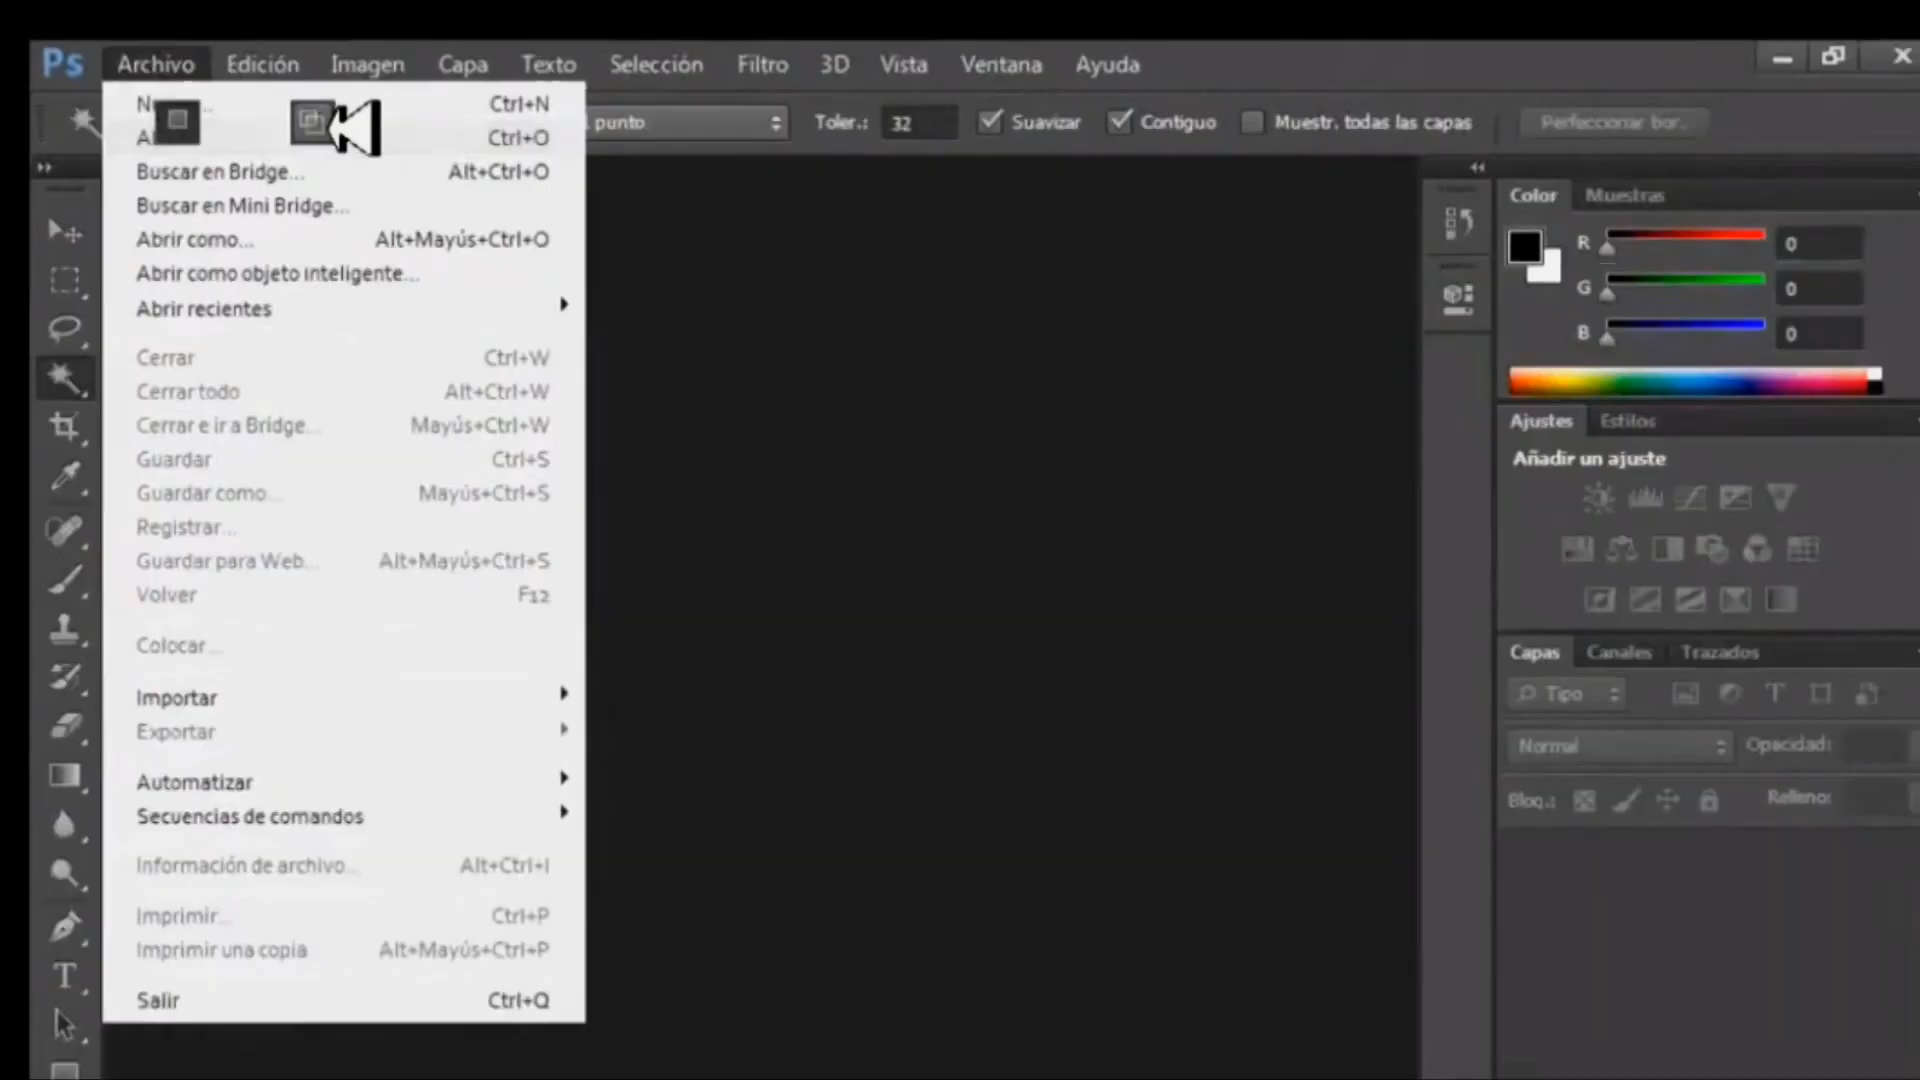 Ps Archivo Edición Imagen Capa Texto Selección Filtro 3D Vista Ventana Ayuda
punto Toler.: 32 Suavizar Contiguo Muestr. todas las capas Perfeccionar bor...
Ctrl+N
Ctrl+O
Buscar en Bridge... Alt+Ctrl+O
Buscar en Mini Bridge...
Abrir como... Alt+Mayús+Ctrl+O
Abrir como objeto inteligente...
Abrir recientes
Cerrar Ctrl+W
Cerrar todo Alt+Ctrl+W
Cerrar e ir a Bridge... Mayús+Ctrl+W
Guardar Ctrl+S
Guardar como... Mayús+Ctrl+S
Registrar...
Guardar para Web... Alt+Mayús+Ctrl+S
Volver F12
Colocar...
Importar
Exportar
Automatizar
Secuencias de comandos
Información de archivo... Alt+Ctrl+I
Imprimir... Ctrl+P
Imprimir una copia Alt+Mayús+Ctrl+P
Salir Ctrl+Q
Color Muestras
R 0
G 0
B 0
Ajustes Estilos
Añadir un ajuste
Capas Canales Trazados
Tipo
Normal Opacidad:
Bloq.: Relleno: